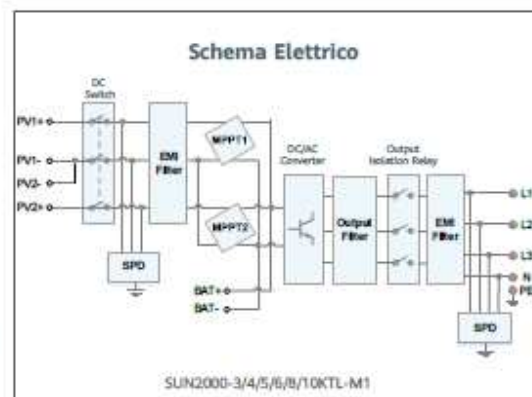 Schema Elettrico
DC
Switch
PV1+
PV1-
PV2-
PV2+
EMI
Filter
MPPT1
MPPT2
SPD
BAT+
BAT-
DC/AC
Converter
Output
Filter
Output
Isolation Relay
EMI
Filter
L1
L2
L3
N
PE
SPD
SUN2000-3/4/5/6/8/10KTL-M1